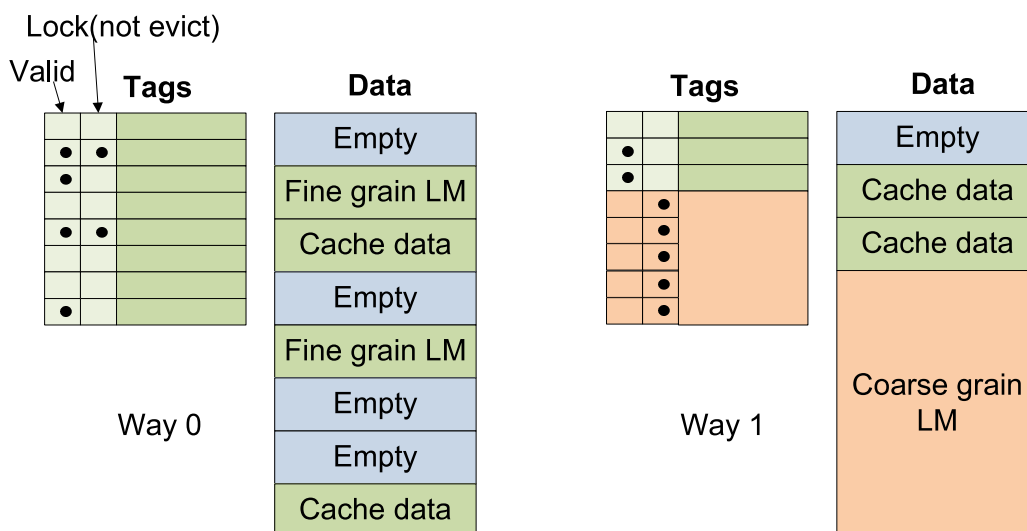 Lock(not evict)
Valid
Tags
Data
Empty
Fine grain LM
Cache data
Empty
Fine grain LM
Empty
Empty
Cache data
Way 0
Tags
Data
Empty
Cache data
Cache data
Coarse grain
LM
Way 1